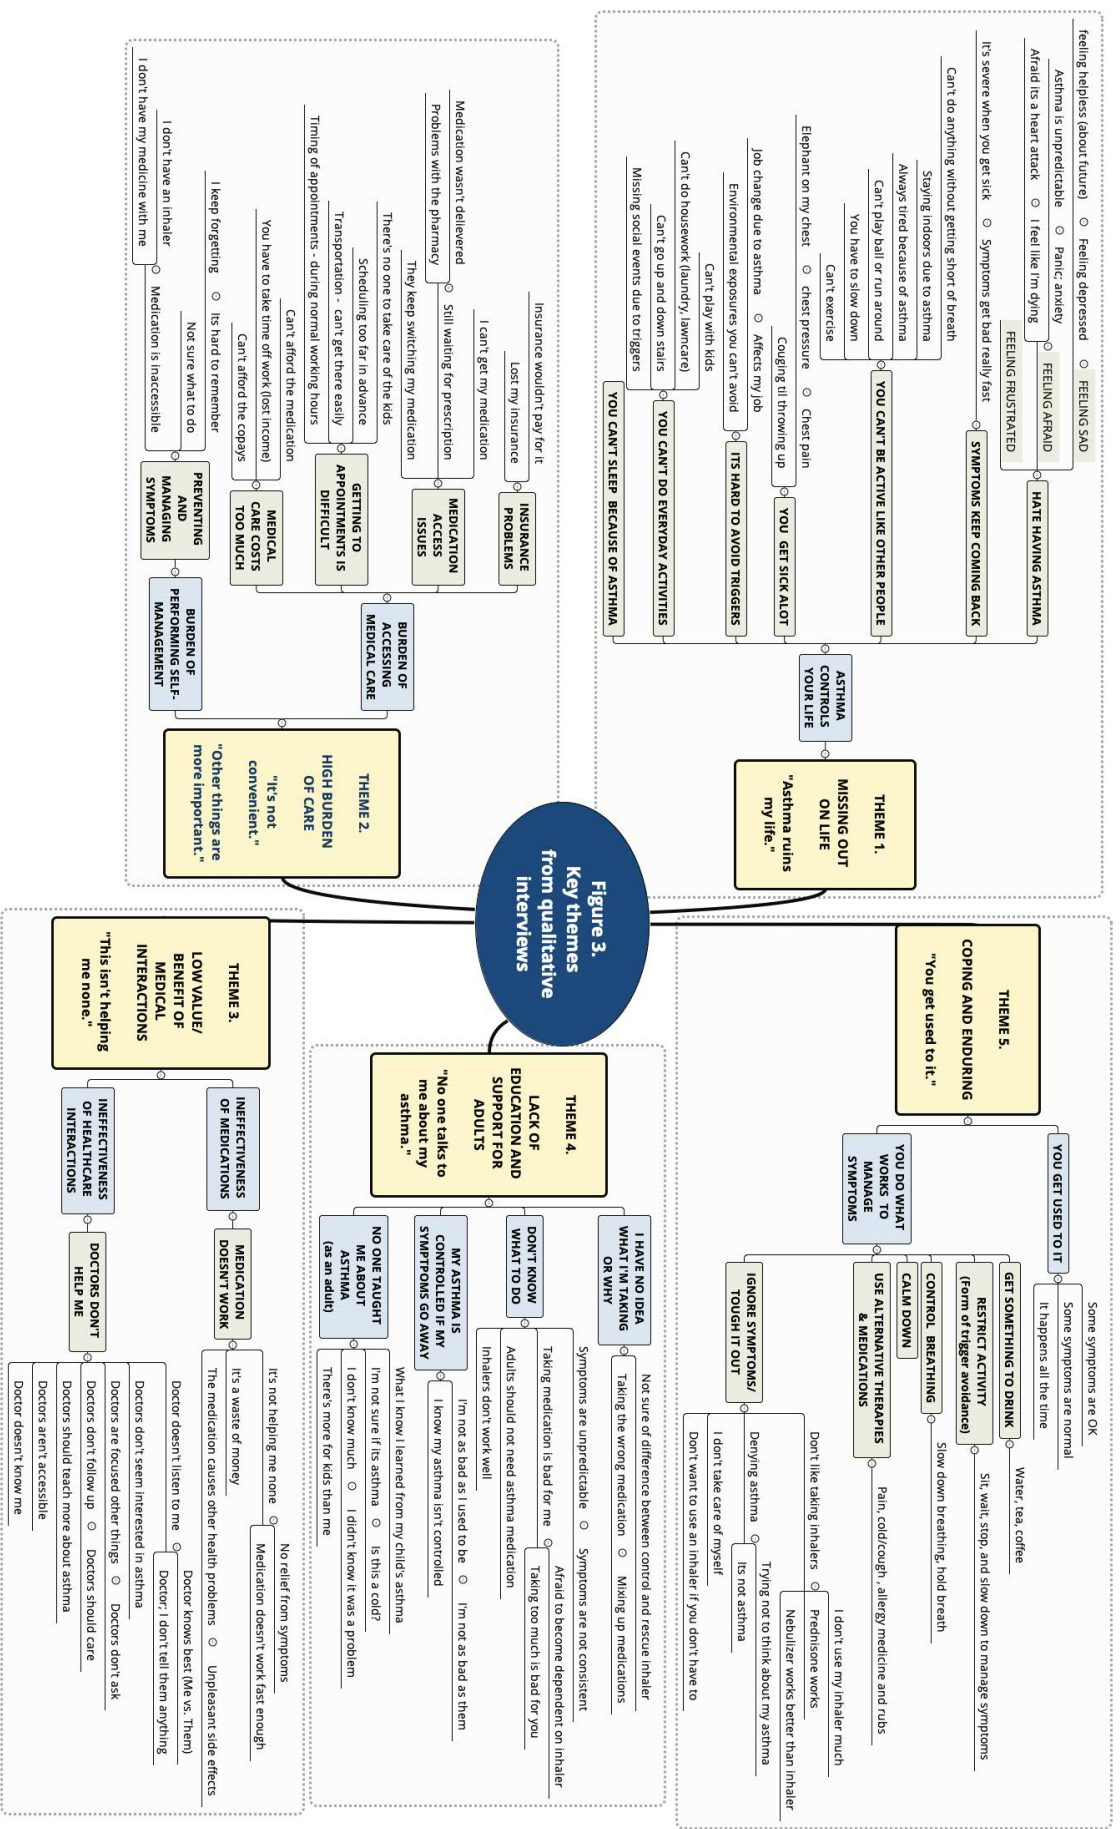 Figure 3.
Key themes
from qualitative
interviews
THEME 1.
MISSING OUT
ON LIFE
"Asthma ruins
my life."
ASTHMA
CONTROLS
YOUR LIFE
HATE HAVING ASTHMA
FEELING SAD
Feeling depressed
feeling helpless (about future)
FEELING AFRAID
Panic; anxiety
Asthma is unpredictable
I feel like I'm dying
Afraid its a heart attack
FEELING FRUSTRATED
SYMPTOMS KEEP COMING BACK
Symptoms get bad really fast
It's severe when you get sick
YOU CAN'T BE ACTIVE LIKE OTHER PEOPLE
Can't do anything without getting short of breath
Staying indoors due to asthma
Always tired because of asthma
Can't play ball or run around
You have to slow down
Can't exercise
YOU GET SICK ALOT
Chest pain
chest pressure
Elephant on my chest
Couging til throwing up
ITS HARD TO AVOID TRIGGERS
Affects my job
Job change due to asthma
Environmental exposures you can't avoid
YOU CAN'T DO EVERYDAY ACTIVITIES
Can't play with kids
Can't do housework (laundry, lawncare)
Can't go up and down stairs
Missing social events due to triggers
YOU CAN'T SLEEP BECAUSE OF ASTHMA
THEME 2.
HIGH BURDEN
OF CARE
"It's not
convenient."
"Other things are
more important."
BURDEN OF
ACCESSING
MEDICAL CARE
INSURANCE
PROBLEMS
Insurance wouldn't pay for it
Lost my insurance
MEDICATION
ACCESS
ISSUES
I can't get my medication
Still waiting for prescription
Medication wasn't delievered
Problems with the pharmacy
They keep switching my medication
GETTING TO
APPOINTMENTS IS
DIFFICULT
There's no one to take care of the kids
Scheduling too far in advance
Transportation - can't get there easily
Timing of appointments - during normal working hours
MEDICAL
CARE COSTS
TOO MUCH
Can't afford the medication
You have to take time off work (lost income)
Can't afford the copays
BURDEN OF
PERFORMING SELF-
MANAGEMENT
PREVENTING
AND
MANAGING
SYMPTOMS
Its hard to remember
I keep forgetting
Not sure what to do
Medication is inaccessible
I don't have an inhaler
I don't have my medicine with me
THEME 5.
COPING AND ENDURING
"You get used to it."
YOU GET USED TO IT
Some symptoms are OK
Some symptoms are normal
It happens all the time
YOU DO WHAT
WORKS TO
MANAGE
SYMPTOMS
GET SOMETHING TO DRINK
Water, tea, coffee
RESTRICT ACTIVITY
(Form of trigger avoidance)
Sit, wait, stop, and slow down to manage symptoms
CONTROL BREATHING
Slow down breathing, hold breath
CALM DOWN
USE ALTERNATIVE THERAPIES
& MEDICATIONS
Pain, cold/cough , allergy medicine and rubs
IGNORE SYMPTOMS/
TOUGH IT OUT
Don't like taking inhalers
I don't use my inhaler much
Prednisone works
Nebulizer works better than inhaler
Denying asthma
Trying not to think about my asthma
Its not asthma
I don't take care of myself
Don't want to use an inhaler if you don't have to
THEME 4.
LACK OF
EDUCATION AND
SUPPORT FOR
ADULTS
"No one talks to
me about my
asthma."
I HAVE NO IDEA
WHAT I'M TAKING
OR WHY
Not sure of difference between control and rescue inhaler
Taking the wrong medication
Mixing up medications
DON'T KNOW
WHAT TO DO
Symptoms are unpredictable
Symptoms are not consistent
Taking medication is bad for me
Afraid to become dependent on inhaler
Taking too much is bad for you
Adults should not need asthma medication
Inhalers don't work well
MY ASTHMA IS
CONTROLLED IF MY
SYMPTPOMS GO AWAY
I'm not as bad as I used to be
I'm not as bad as them
I know my asthma isn't controlled
NO ONE TAUGHT
ME ABOUT
ASTHMA
(as an adult)
What I know I learned from my child's asthma
I'm not sure if its asthma
Is this a cold?
I don't know much
I didn't know it was a problem
There's more for kids than me
THEME 3.
LOW VALUE/
BENEFIT OF
MEDICAL
INTERACTIONS
"This isn't helping
me none."
INEFFECTIVENESS
OF MEDICATIONS
MEDICATION
DOESN'T WORK
It's not helping me none
No relief from symptoms
Medication doesn't work fast enough
It's a waste of money
The medication causes other health problems
Unpleasant side effects
INEFFECTIVENESS
OF HEALTHCARE
INTERACTIONS
DOCTORS DON'T
HELP ME
Doctor doesn't listen to me
Doctor knows best (Me vs. Them)
Doctor; I don't tell them anything
Doctors don't seem interested in asthma
Doctors are focused other things
Doctors don't ask
Doctors don't follow up
Doctors should care
Doctors should teach more about asthma
Doctors aren't accessible
Doctor doesn't know me